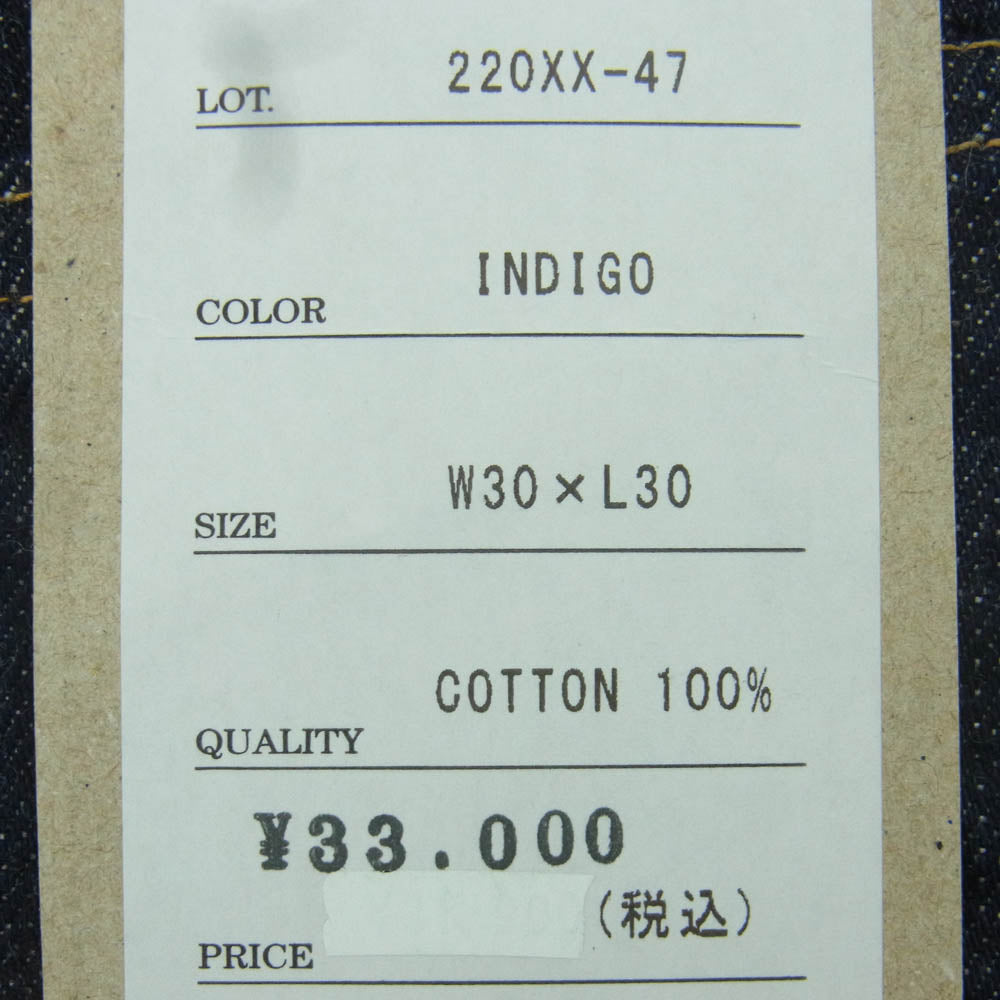 LOT. 220XX-47
COLOR INDIGO
SIZE W30×L30
QUALITY COTTON 100%
¥33.000
(税込)
PRICE